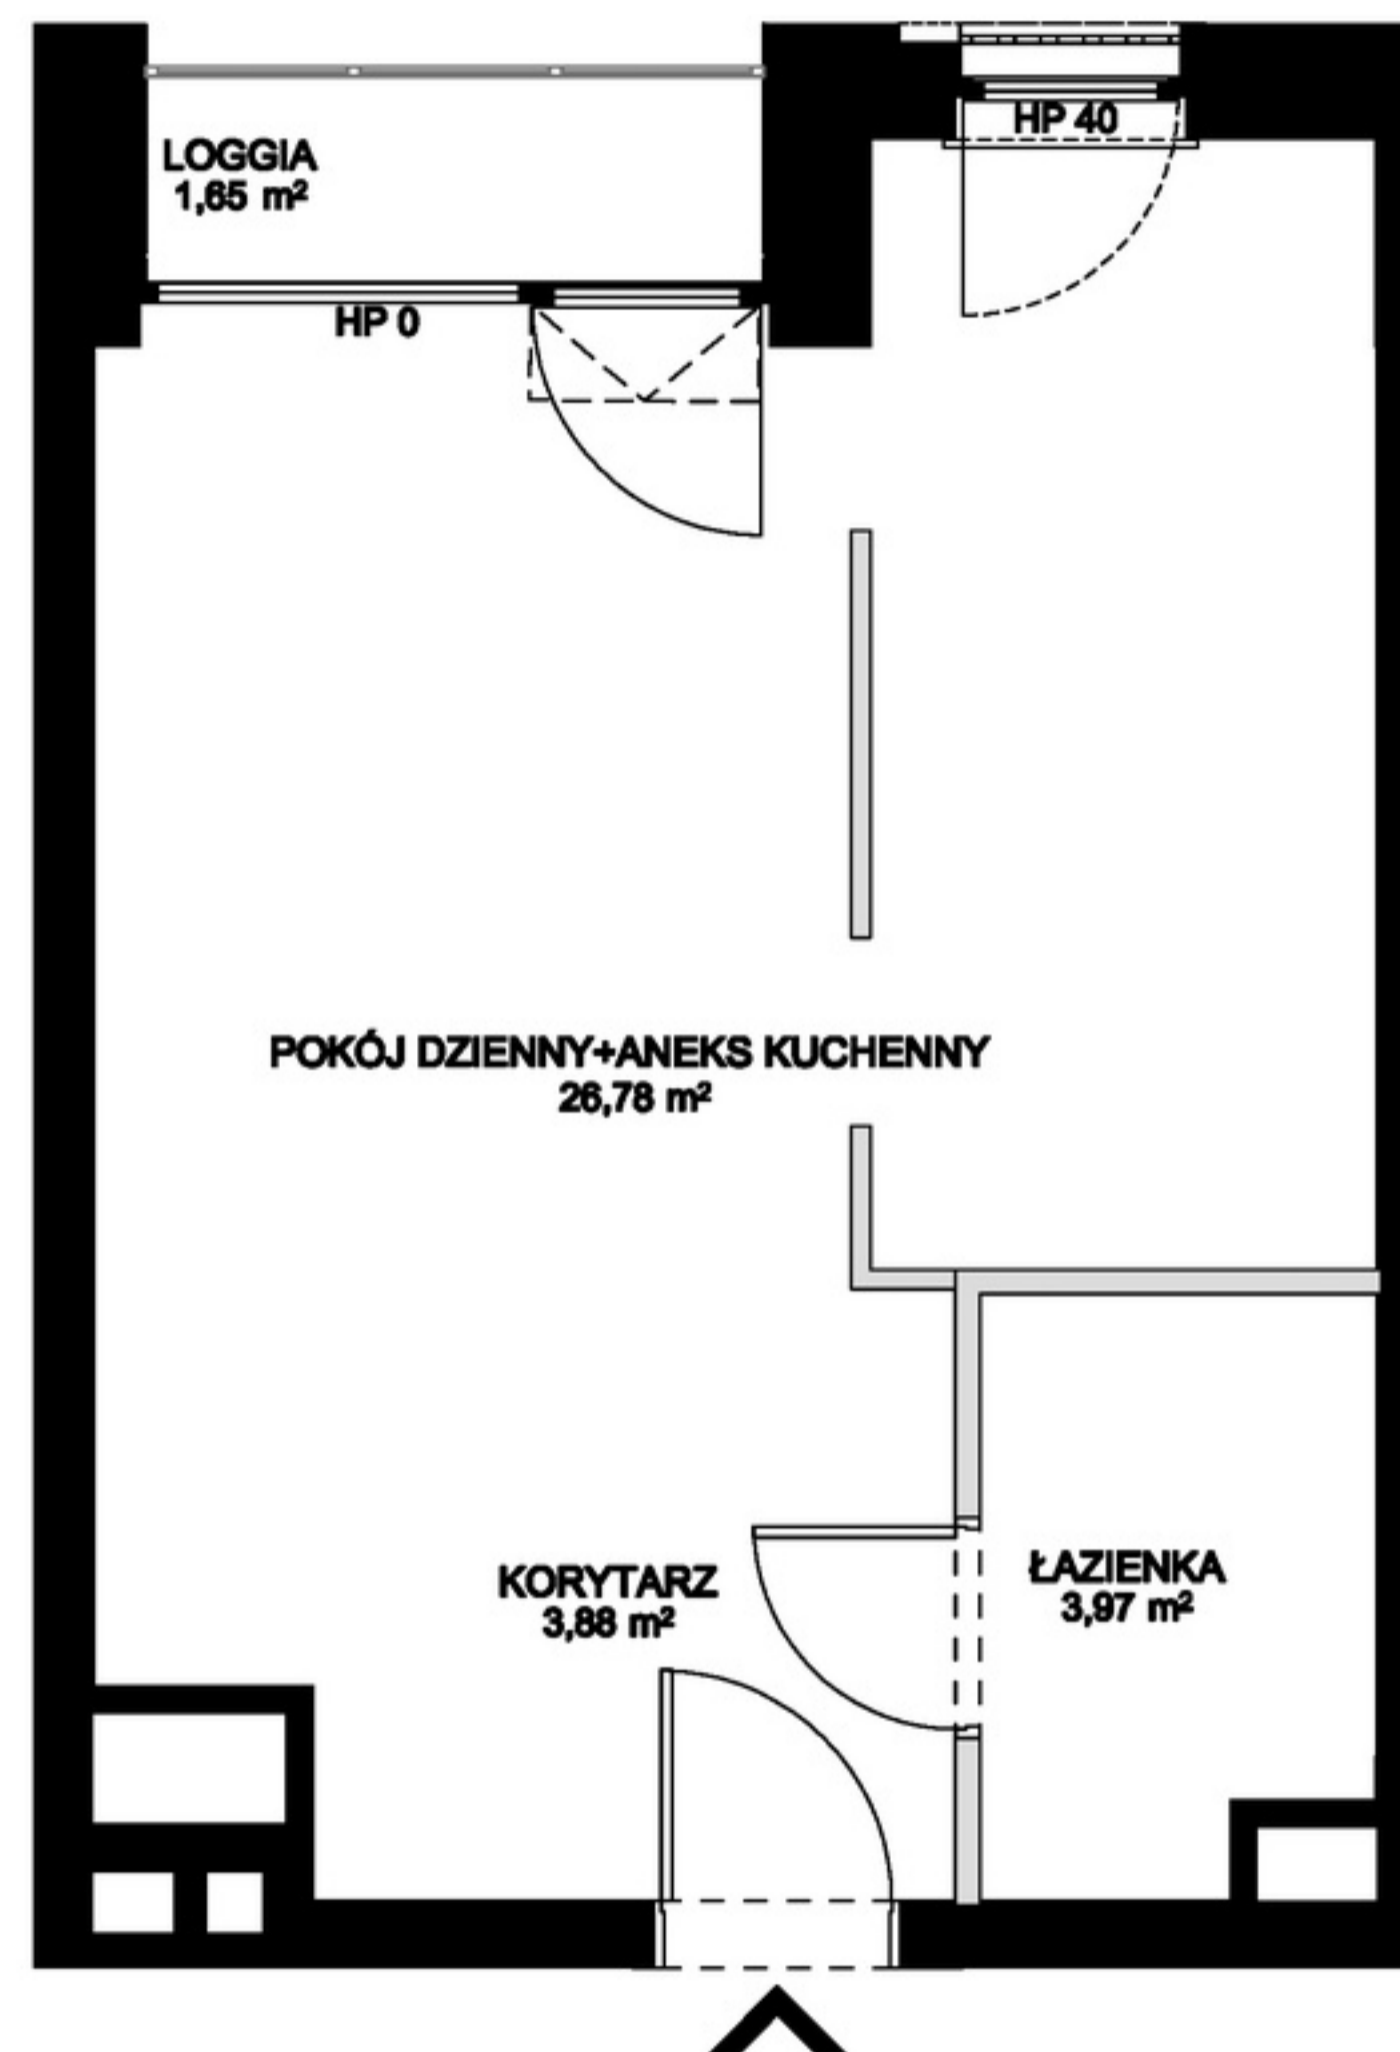 HP 40
LOGGIA
1,65 m²
HP 0
POKÓJ DZIENNY+ANEKS KUCHENNY
26,78 m²
KORYTARZ
3,88 m²
ŁAZIENKA
3,97 m²